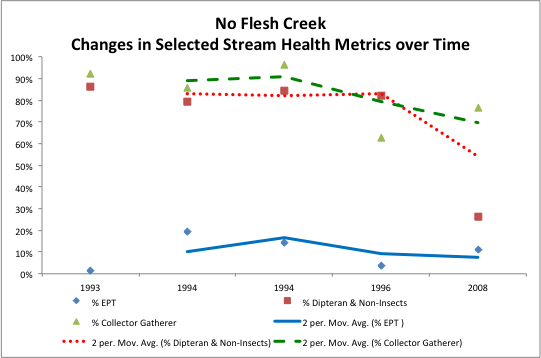 No Flesh Creek
Changes in Selected Stream Health Metrics over Time
100%
90%
80%
70%
60%
50%
40%
30%
20%
10%
0%
1993 1994 1994 1996 2008
% EPT % Dipteran & Non-Insects
% Collector Gatherer 2 per. Mov. Avg. (% EPT )
2 per. Mov. Avg. (% Dipteran & Non-Insects) 2 per. Mov. Avg. (% Collector Gatherer)